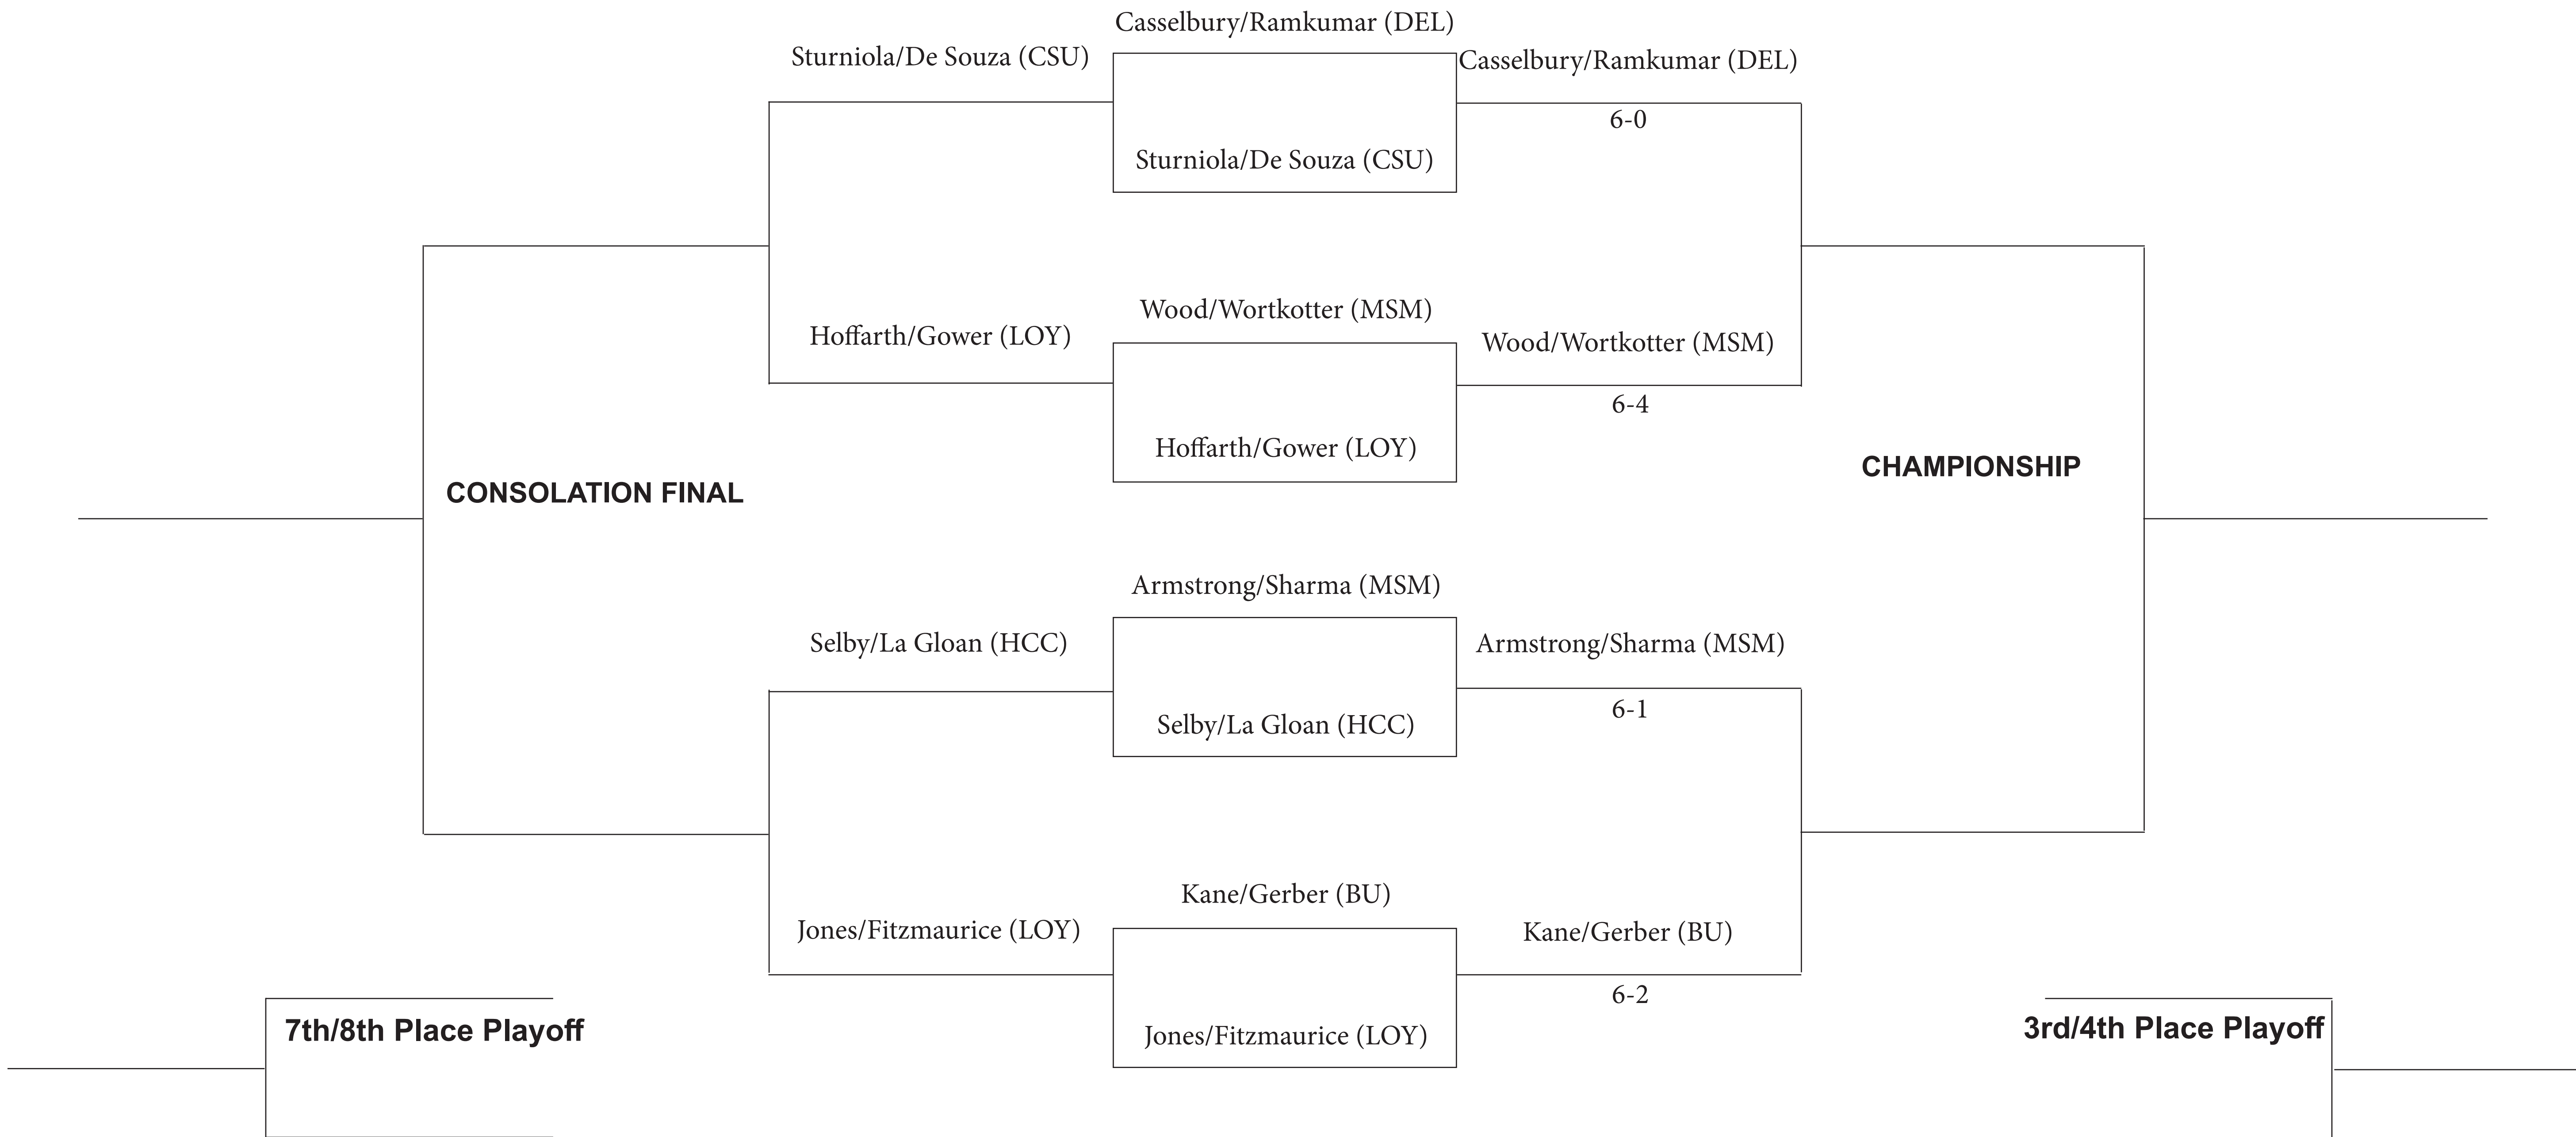 Casselbury/Ramkumar (DEL)
Sturniola/De Souza (CSU)
Casselbury/Ramkumar (DEL)
6-0
Sturniola/De Souza (CSU)
Wood/Wortkotter (MSM)
Hoffarth/Gower (LOY)
Wood/Wortkotter (MSM)
6-4
Hoffarth/Gower (LOY)
CHAMPIONSHIP
CONSOLATION FINAL
Armstrong/Sharma (MSM)
Selby/La Gloan (HCC)
Armstrong/Sharma (MSM)
6-1
Selby/La Gloan (HCC)
Kane/Gerber (BU)
Jones/Fitzmaurice (LOY)
Kane/Gerber (BU)
6-2
7th/8th Place Playoff
Jones/Fitzmaurice (LOY)
3rd/4th Place Playoff